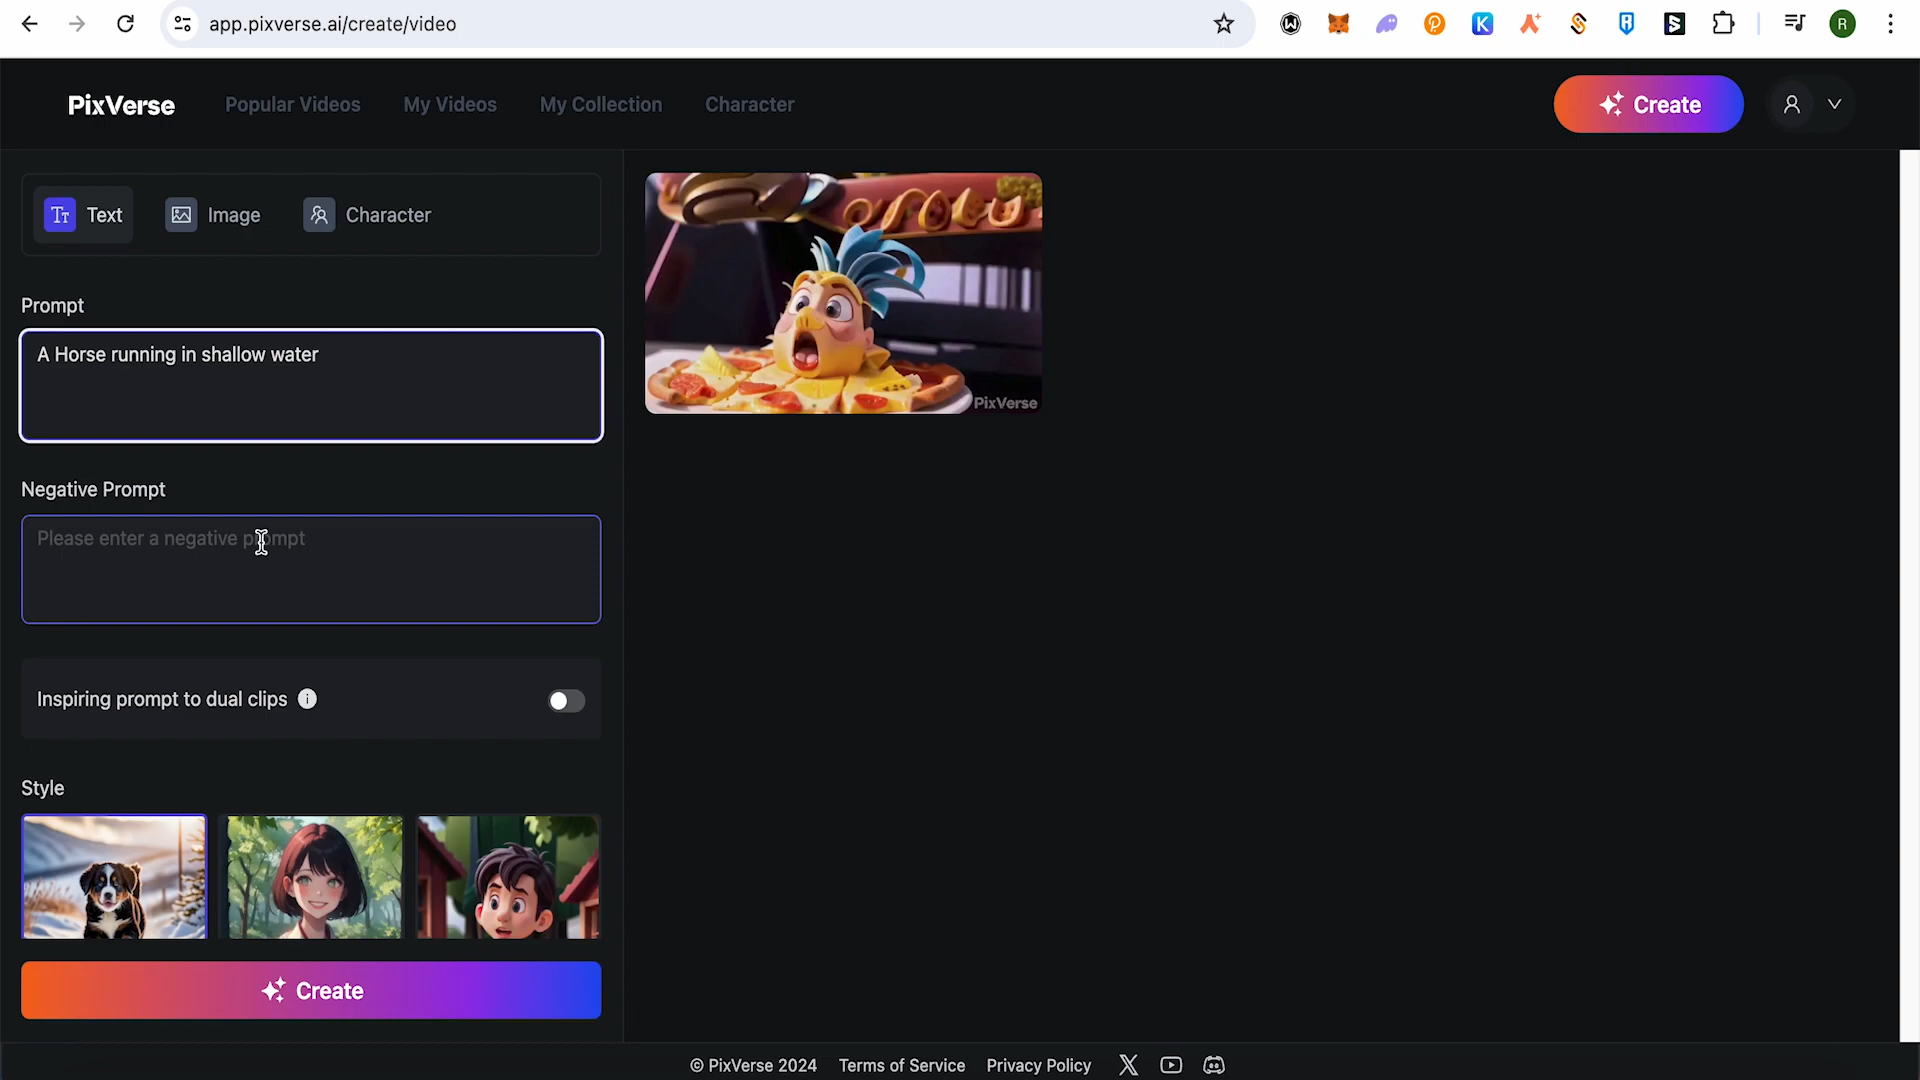 app.pixverse.ai/create/video
R
PixVerse
Popular Videos
My Videos
My Collection
Character
Create
Text
Image
Character
Prompt
A Horse running in shallow water
Negative Prompt
Please enter a negative prompt
Inspiring prompt to dual clips
Style
Create
PixVerse
© PixVerse 2024
Terms of Service
Privacy Policy